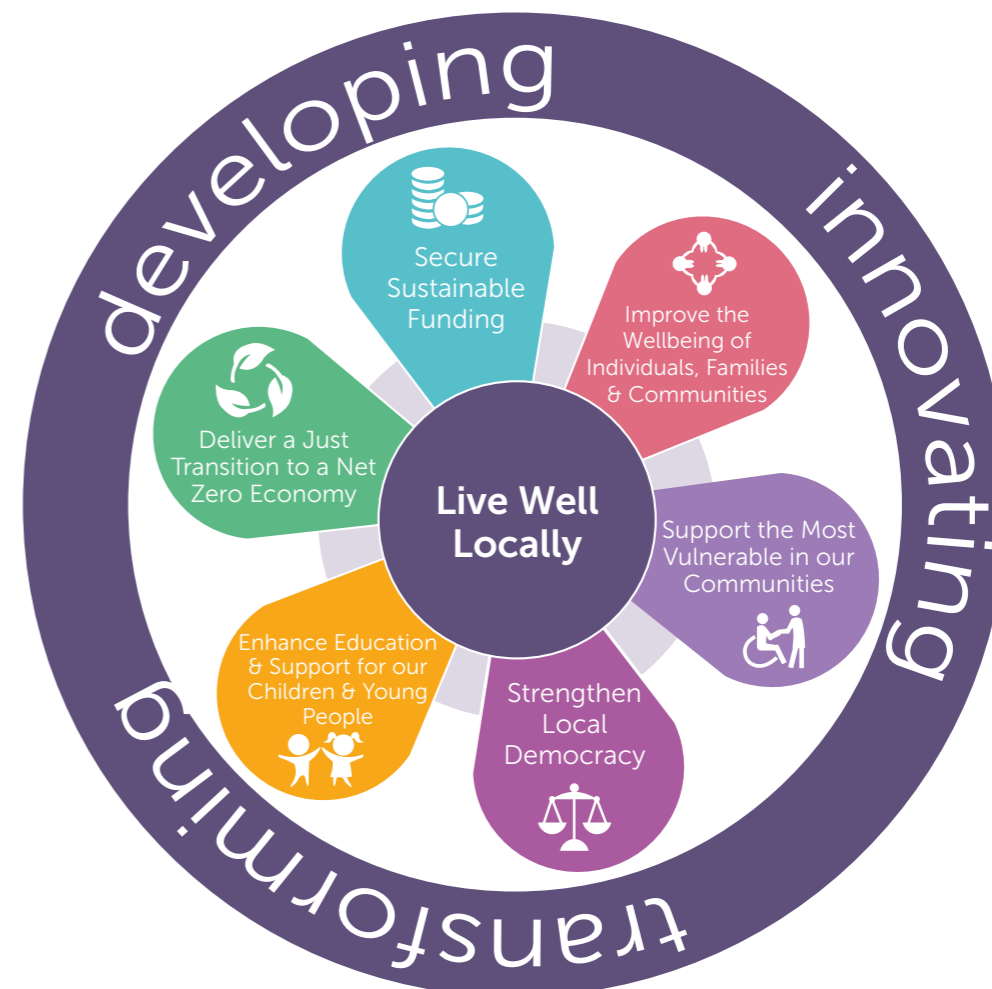 developing
innovating
transforming
Secure
Sustainable
Funding
Improve the
Wellbeing of
Individuals, Families
& Communities
Support the Most
Vulnerable in our
Communities
Strengthen
Local
Democracy
Enhance Education
& Support for our
Children & Young
People
Deliver a Just
Transition to a Net
Zero Economy
Live Well
Locally